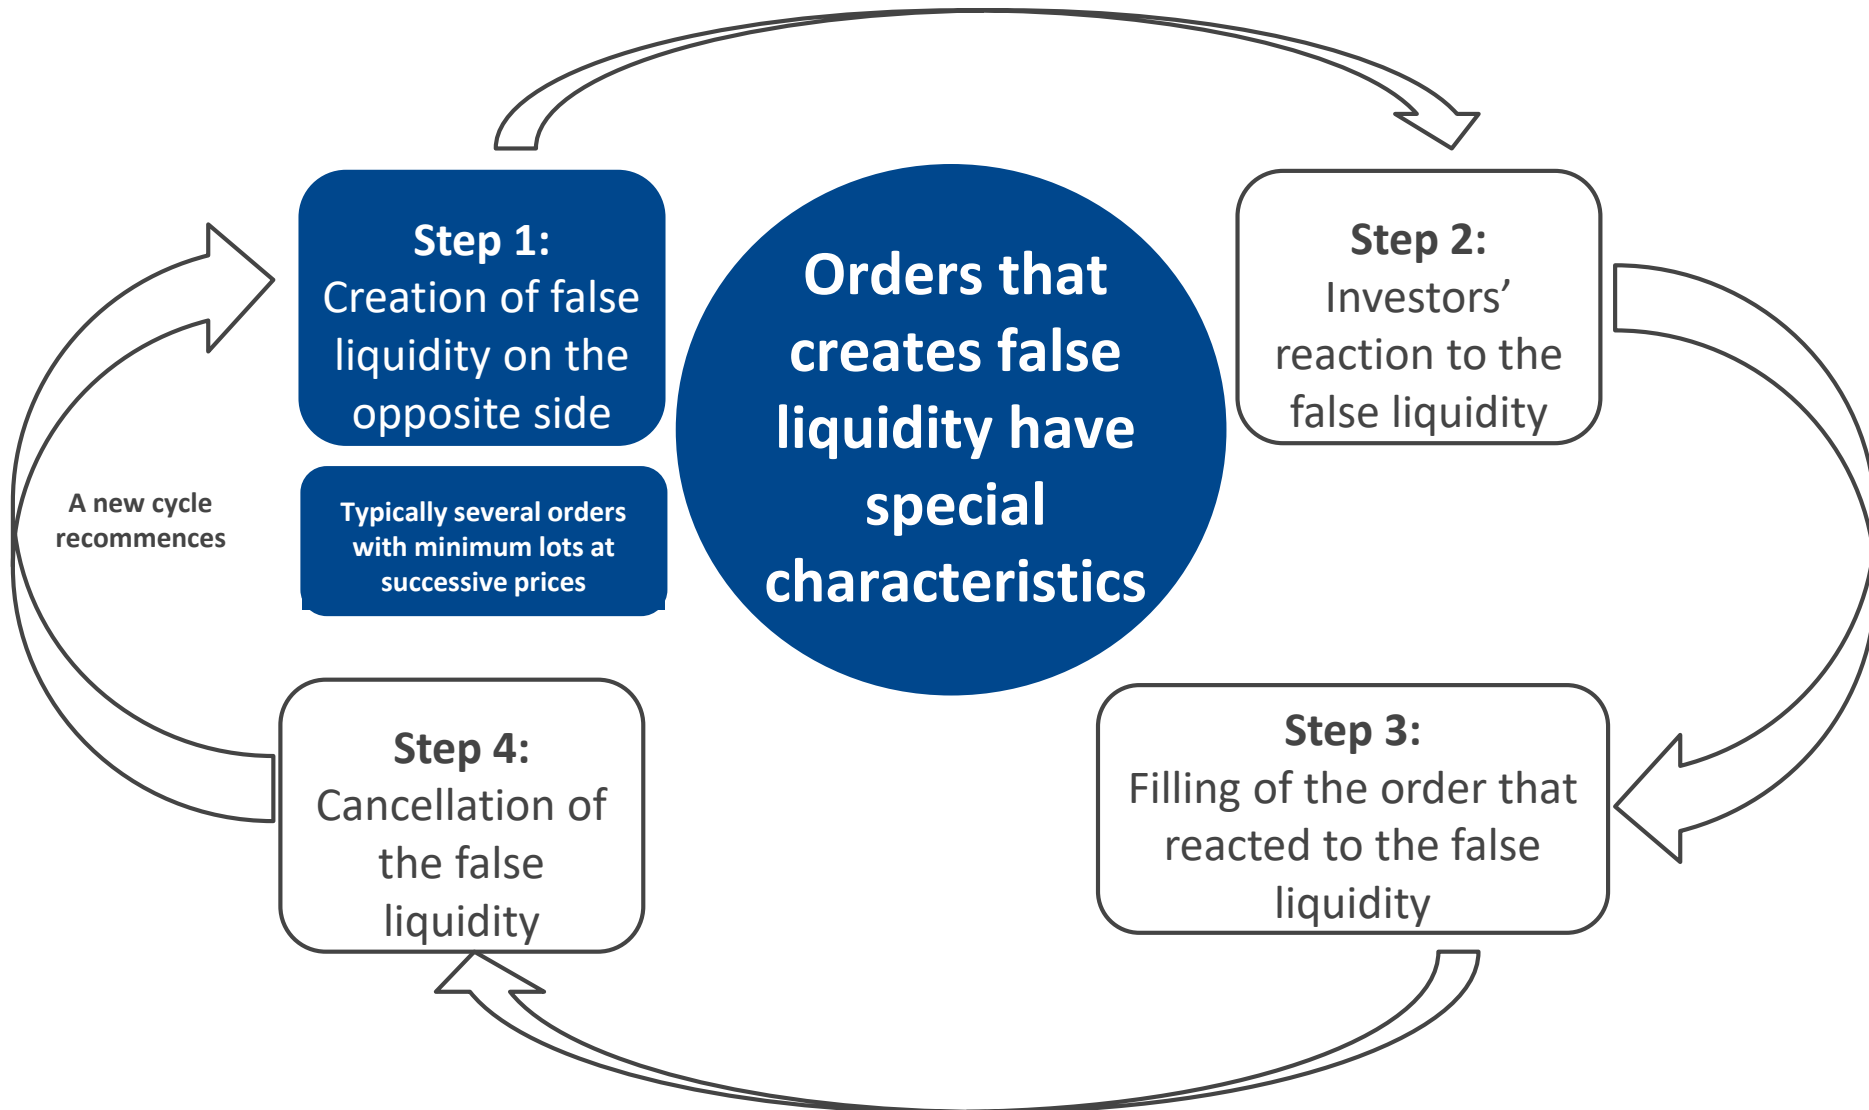 Step 1:
Creation of false
liquidity on the
opposite side
Typically several orders
with minimum lots at
successive prices
Orders that
creates false
liquidity have
special
characteristics
Step 2:
Investors’
reaction to the
false liquidity
Step 3:
Filling of the order that
reacted to the false
liquidity
Step 4:
Cancellation of
the false
liquidity
A new cycle
recommences